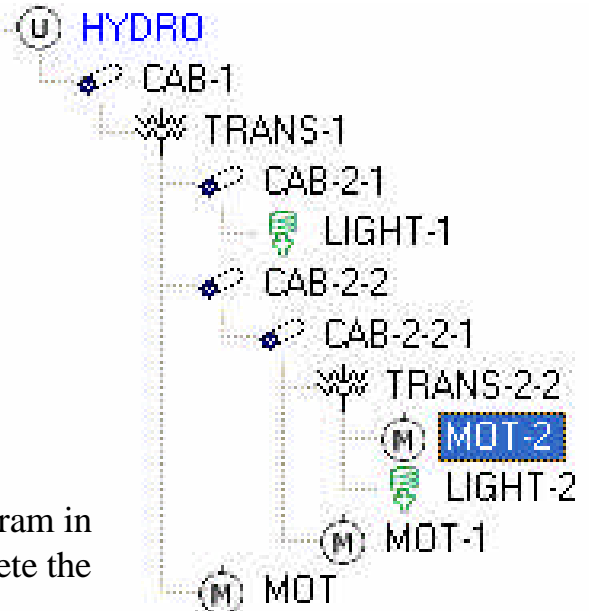 U HYDRO
CAB-1
TRANS-1
CAB-2-1
LIGHT-1
CAB-2-2
CAB-2-2-1
TRANS-2-2
M MOT-2
LIGHT-2
ram in
M MOT-1
ete the
M MOT